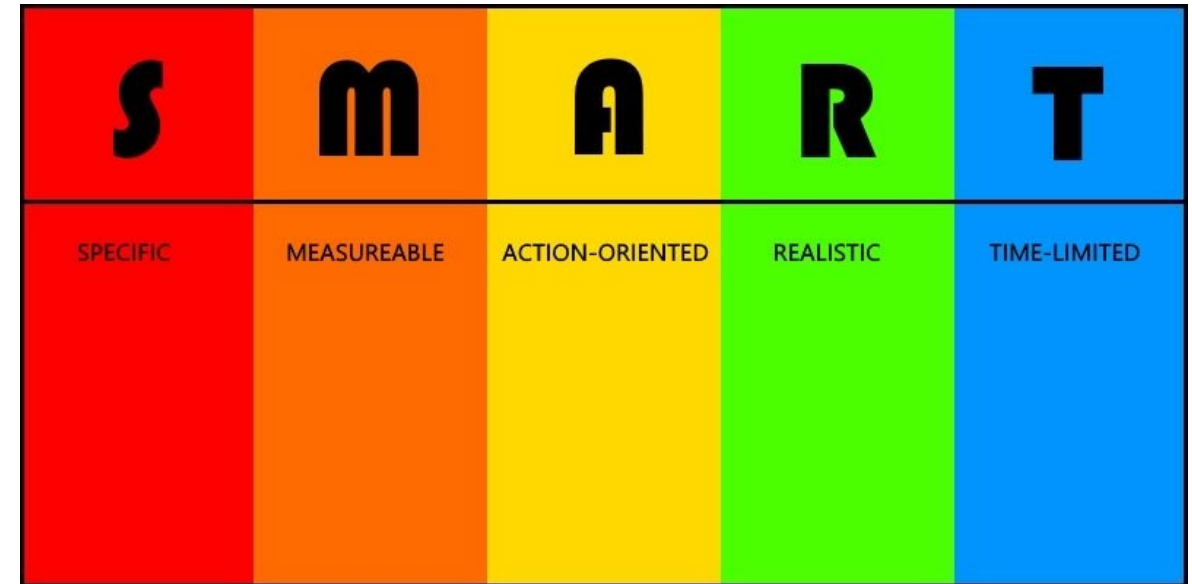 S M A R T
SPECIFIC MEASUREABLE ACTION-ORIENTED REALISTIC TIME-LIMITED